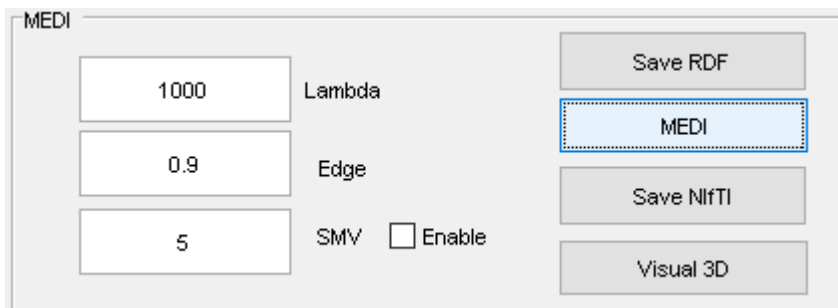 MEDI
1000 Lambda
0.9 Edge
5 SMV Enable
Save RDF
MEDI
Save NIfTI
Visual 3D